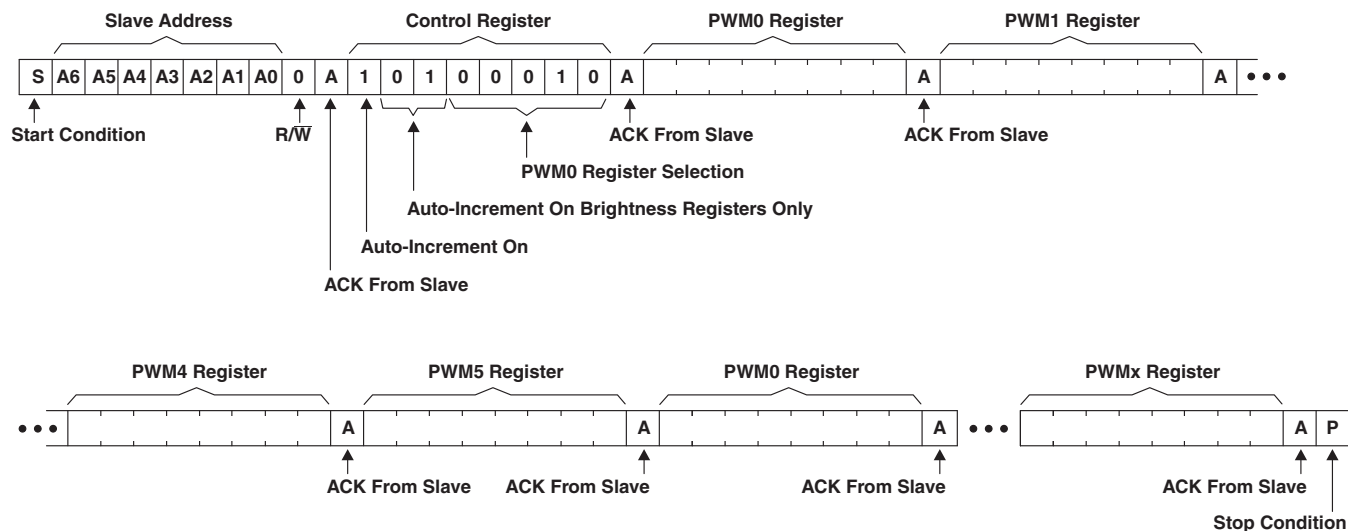 Slave Address Control Register PWM0 Register PWM1 Register
S A6 A5 A4 A3 A2 A1 A0 0 A 1 0 1 0 0 0 1 0 A A A •••
Start Condition R/W̅ ACK From Slave ACK From Slave
PWM0 Register Selection
Auto-Increment On Brightness Registers Only
Auto-Increment On
ACK From Slave
PWM4 Register PWM5 Register PWM0 Register PWMx Register
••• A A A ••• A P
ACK From Slave ACK From Slave ACK From Slave ACK From Slave
Stop Condition